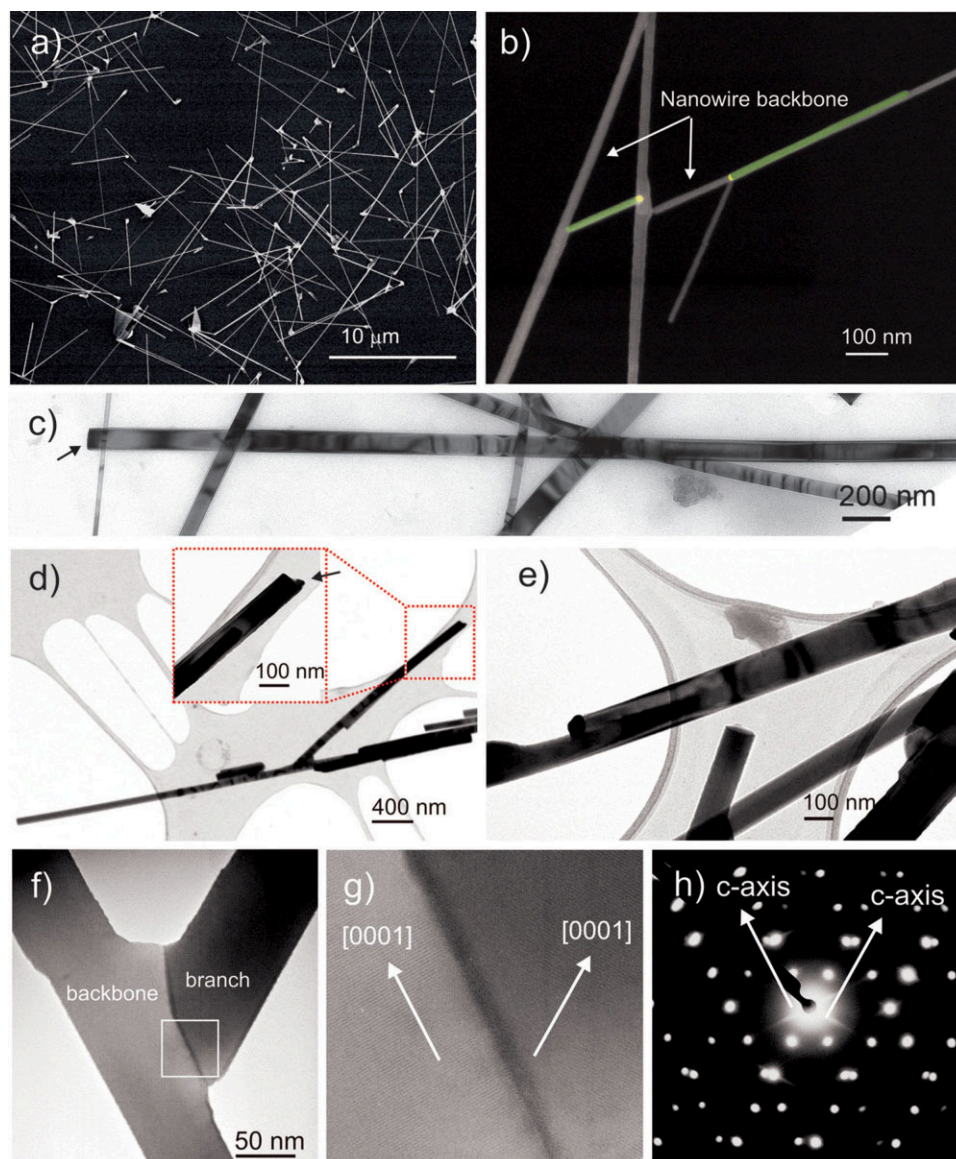 a)
10 μm
b)
Nanowire backbone
100 nm
c)
200 nm
d)
100 nm
400 nm
e)
100 nm
f)
backbone
branch
50 nm
g)
[0001]
[0001]
h)
c-axis
c-axis